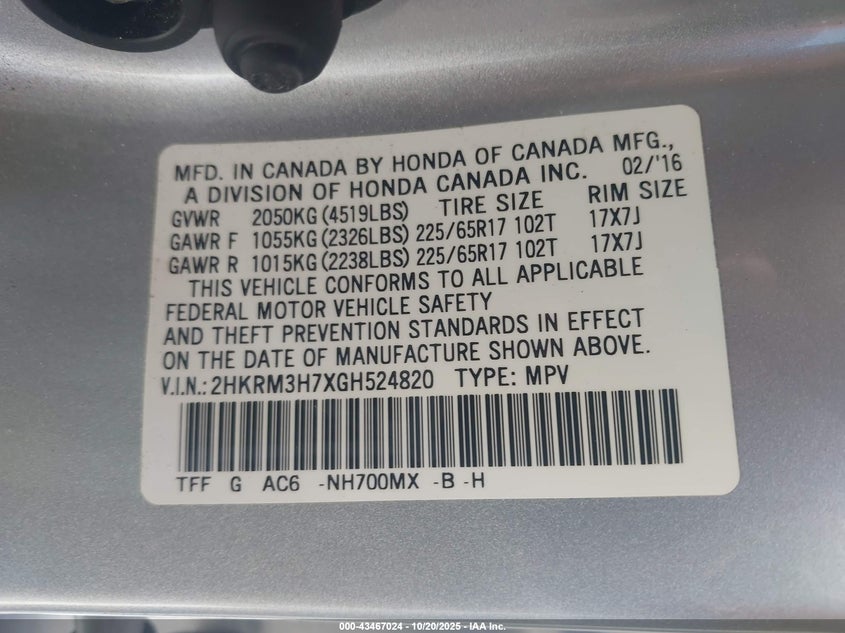 MFD. IN CANADA BY HONDA OF CANADA MFG.,
A DIVISION OF HONDA CANADA INC. 02/'16
GVWR 2050KG (4519LBS) TIRE SIZE RIM SIZE
GAWR F 1055KG (2326LBS) 225/65R17 102T 17X7J
GAWR R 1015KG (2238LBS) 225/65R17 102T 17X7J
THIS VEHICLE CONFORMS TO ALL APPLICABLE
FEDERAL MOTOR VEHICLE SAFETY
AND THEFT PREVENTION STANDARDS IN EFFECT
ON THE DATE OF MANUFACTURE SHOWN ABOVE.
V.I.N.: 2HKRM3H7XGH524820 TYPE: MPV
TFF G AC6 -NH700MX -B -H
000-43467024 - 10/20/2025 - IAA Inc.